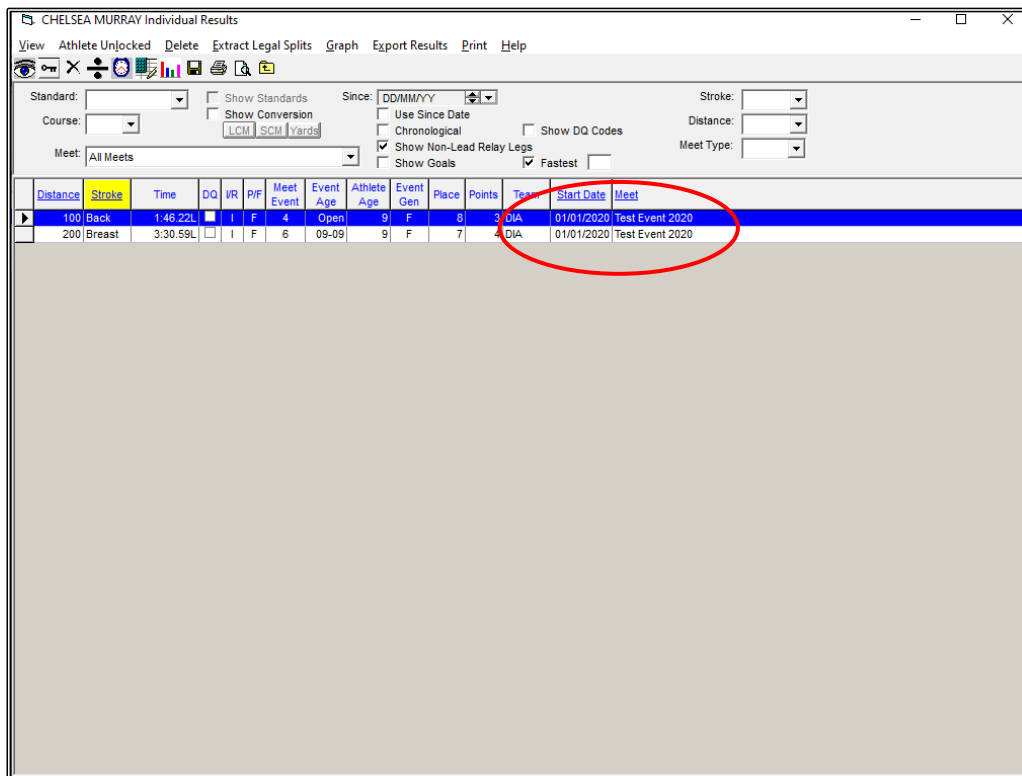 CHELSEA MURRAY Individual Results
View Athlete Unlocked Delete Extract Legal Splits Graph Export Results Print Help
Standard: Show Standards Since: DD/MM/YY Stroke:
Course: Show Conversion Use Since Date Distance:
LCM SCM Yards Chronological Show DQ Codes
Show Non-Lead Relay Legs Meet Type:
Meet: All Meets Show Goals Fastest
Distance Stroke Time DQ I/R P/F Meet Event Event Age Athlete Age Event Gen Place Points Team Start Date Meet
100 Back 1:46.22L I F 4 Open 9 F 8 3 DIA 01/01/2020 Test Event 2020
200 Breast 3:30.59L I F 6 09-09 9 F 7 4 DIA 01/01/2020 Test Event 2020